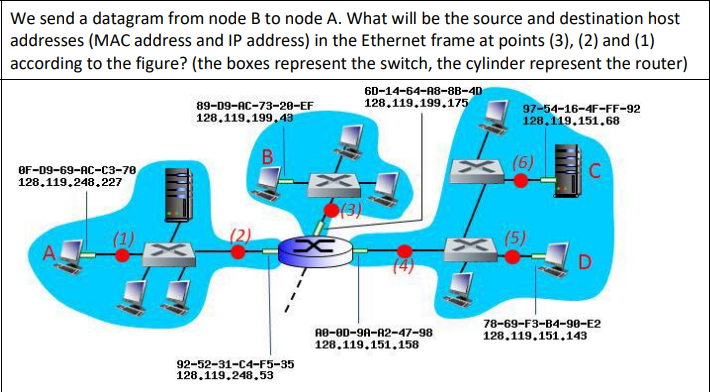 We send a datagram from node B to node A. What will be the source and destination host
addresses (MAC address and IP address) in the Ethernet frame at points (3), (2) and (1)
according to the figure? (the boxes represent the switch, the cylinder represent the router)
6D-14-64-A8-8B-4D
128.119.199.175
89-D9-AC-73-20-EF
128.119.199.43
97-54-16-4F-FF-92
128.119.151.68
B
(6)
C
0F-D9-69-AC-C3-70
128.119.248.227
(3)
A
(1)
(2)
(5)
(4)
D
A0-0D-9A-A2-47-98
128.119.151.158
78-69-F3-B4-90-E2
128.119.151.143
92-52-31-C4-F5-35
128.119.248.53